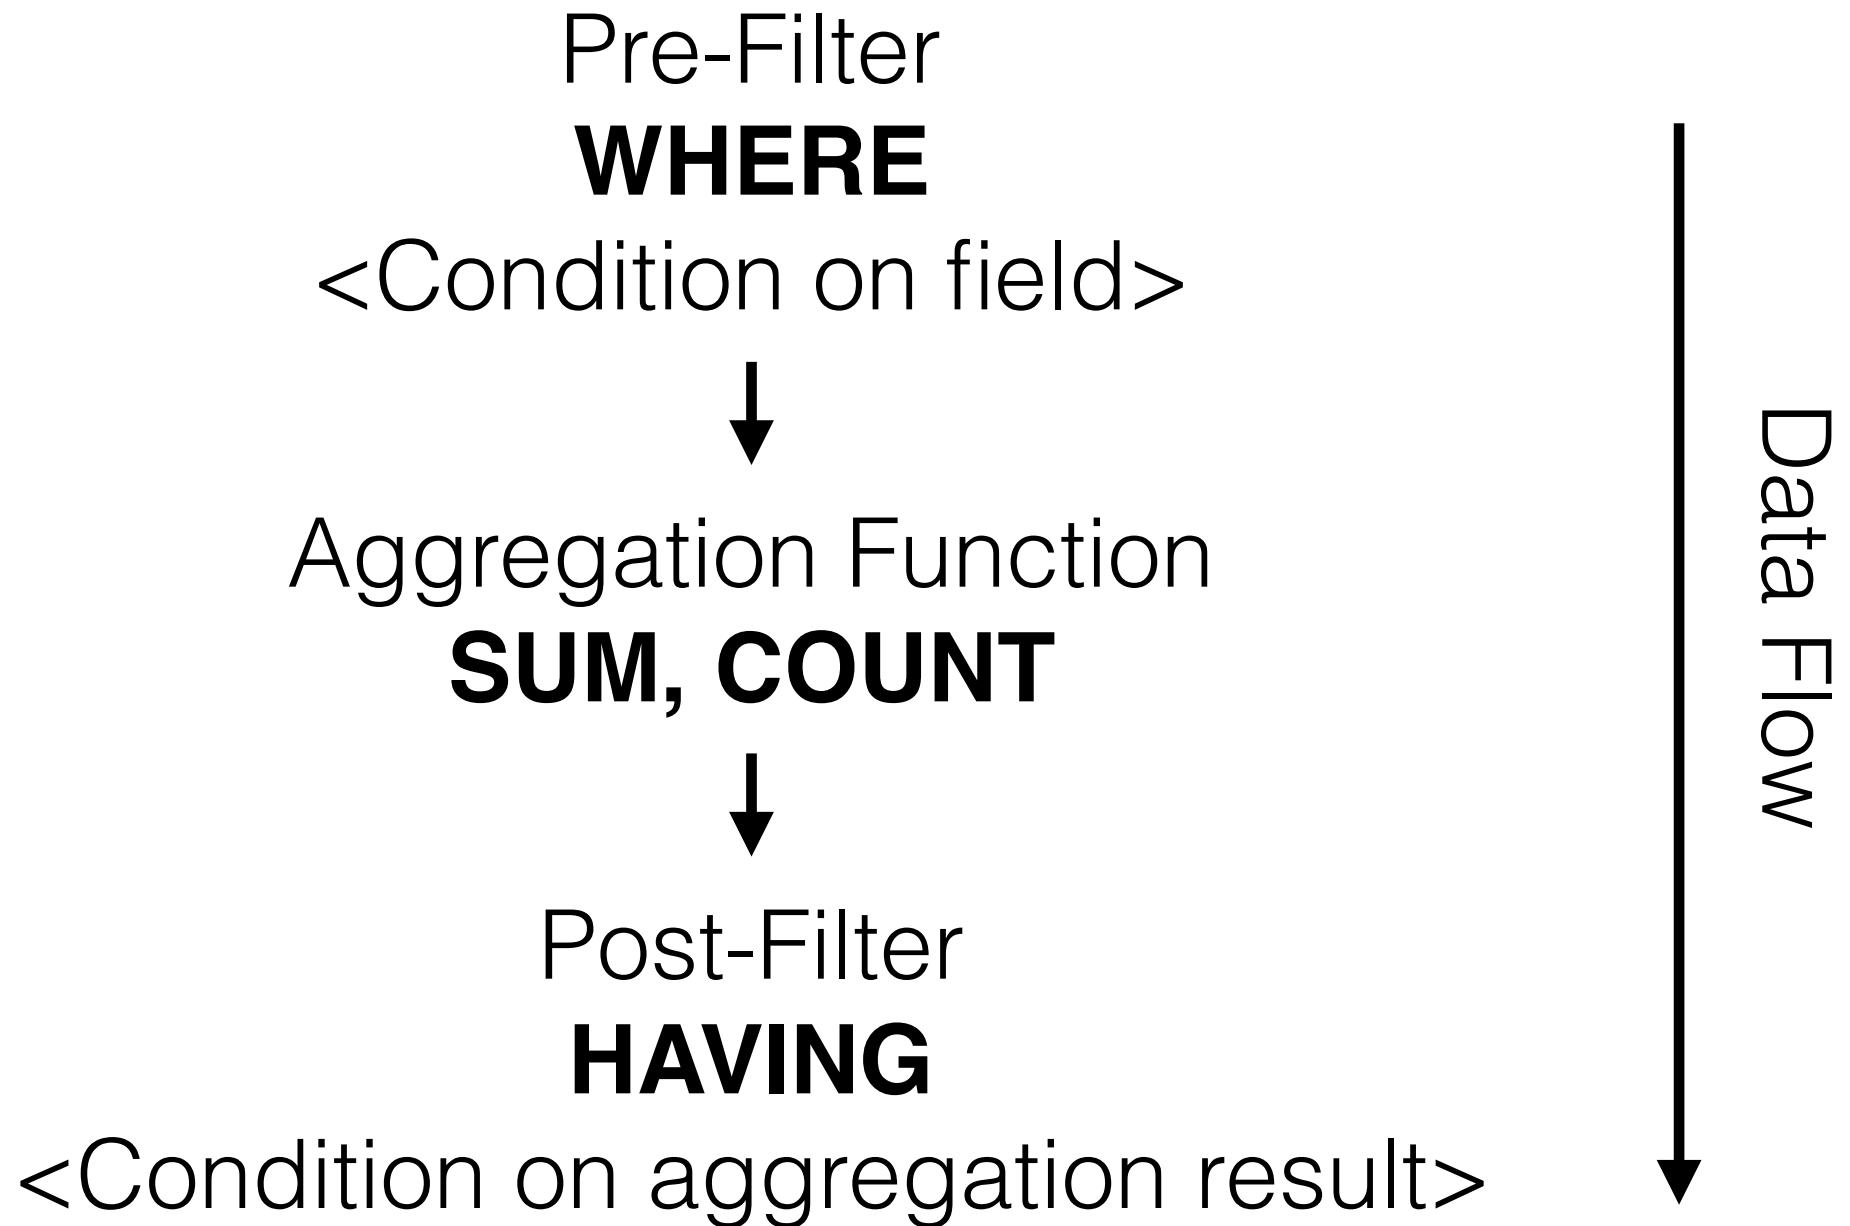 Pre-Filter
WHERE
<Condition on field>
Aggregation Function
SUM, COUNT
Post-Filter
HAVING
<Condition on aggregation result>
Data Flow